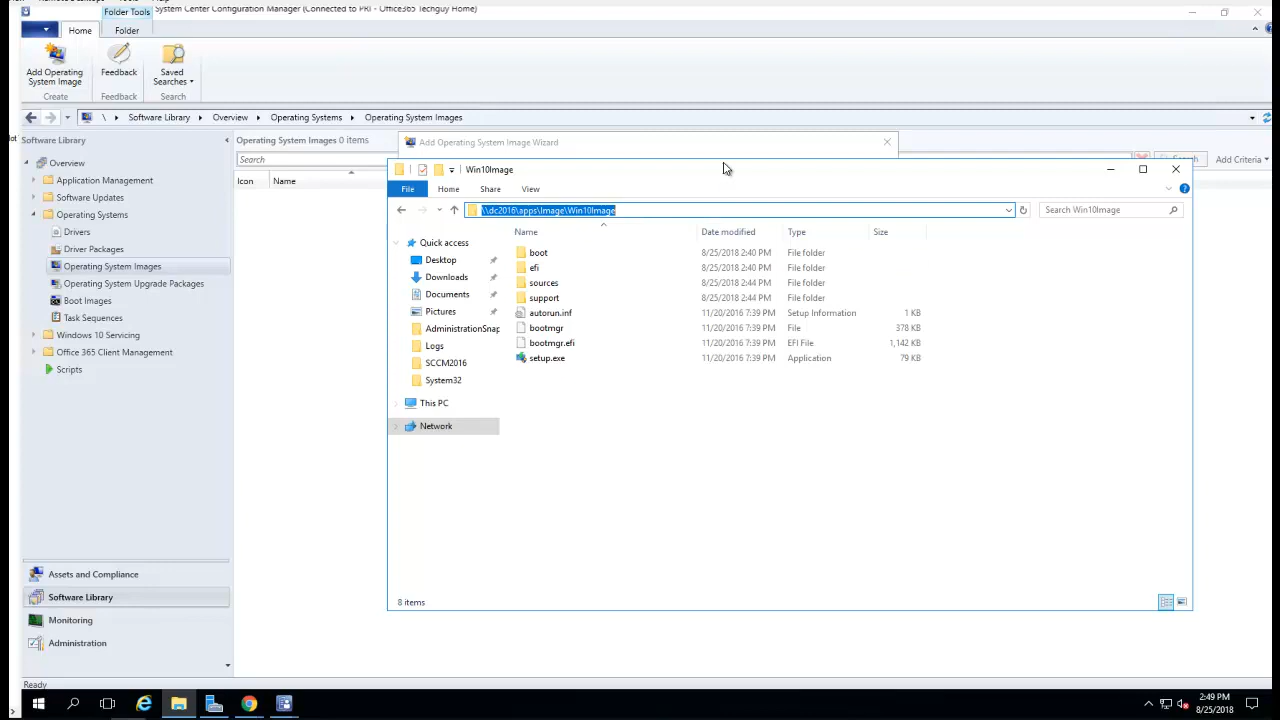 System Center Configuration Manager (Connected to PRI - Office365 Techguy Home)
Folder Tools
Home
Folder
Add Operating
System Image
Feedback
Saved
Searches
Create
Feedback
Search
\
Software Library
Overview
Operating Systems
Operating System Images
Software Library
Overview
Application Management
Software Updates
Operating Systems
Drivers
Driver Packages
Operating System Images
Operating System Upgrade Packages
Boot Images
Task Sequences
Windows 10 Servicing
Office 365 Client Management
Scripts
Assets and Compliance
Software Library
Monitoring
Administration
Ready
Operating System Images 0 items
Search
Search
Add Criteria
Icon
Name
Add Operating System Image Wizard
Win10Image
File
Home
Share
View
\\dc2016\apps\Image\Win10Image
Search Win10Image
Quick access
Desktop
Downloads
Documents
Pictures
AdministrationSnap
Logs
SCCM2016
System32
This PC
Network
Name Date modified Type Size
boot 8/25/2018 2:40 PM File folder
efi 8/25/2018 2:40 PM File folder
sources 8/25/2018 2:44 PM File folder
support 8/25/2018 2:44 PM File folder
autorun.inf 11/20/2016 7:39 PM Setup Information 1 KB
bootmgr 11/20/2016 7:39 PM File 378 KB
bootmgr.efi 11/20/2016 7:39 PM EFI File 1,142 KB
setup.exe 11/20/2016 7:39 PM Application 79 KB
8 items
2:49 PM
8/25/2018